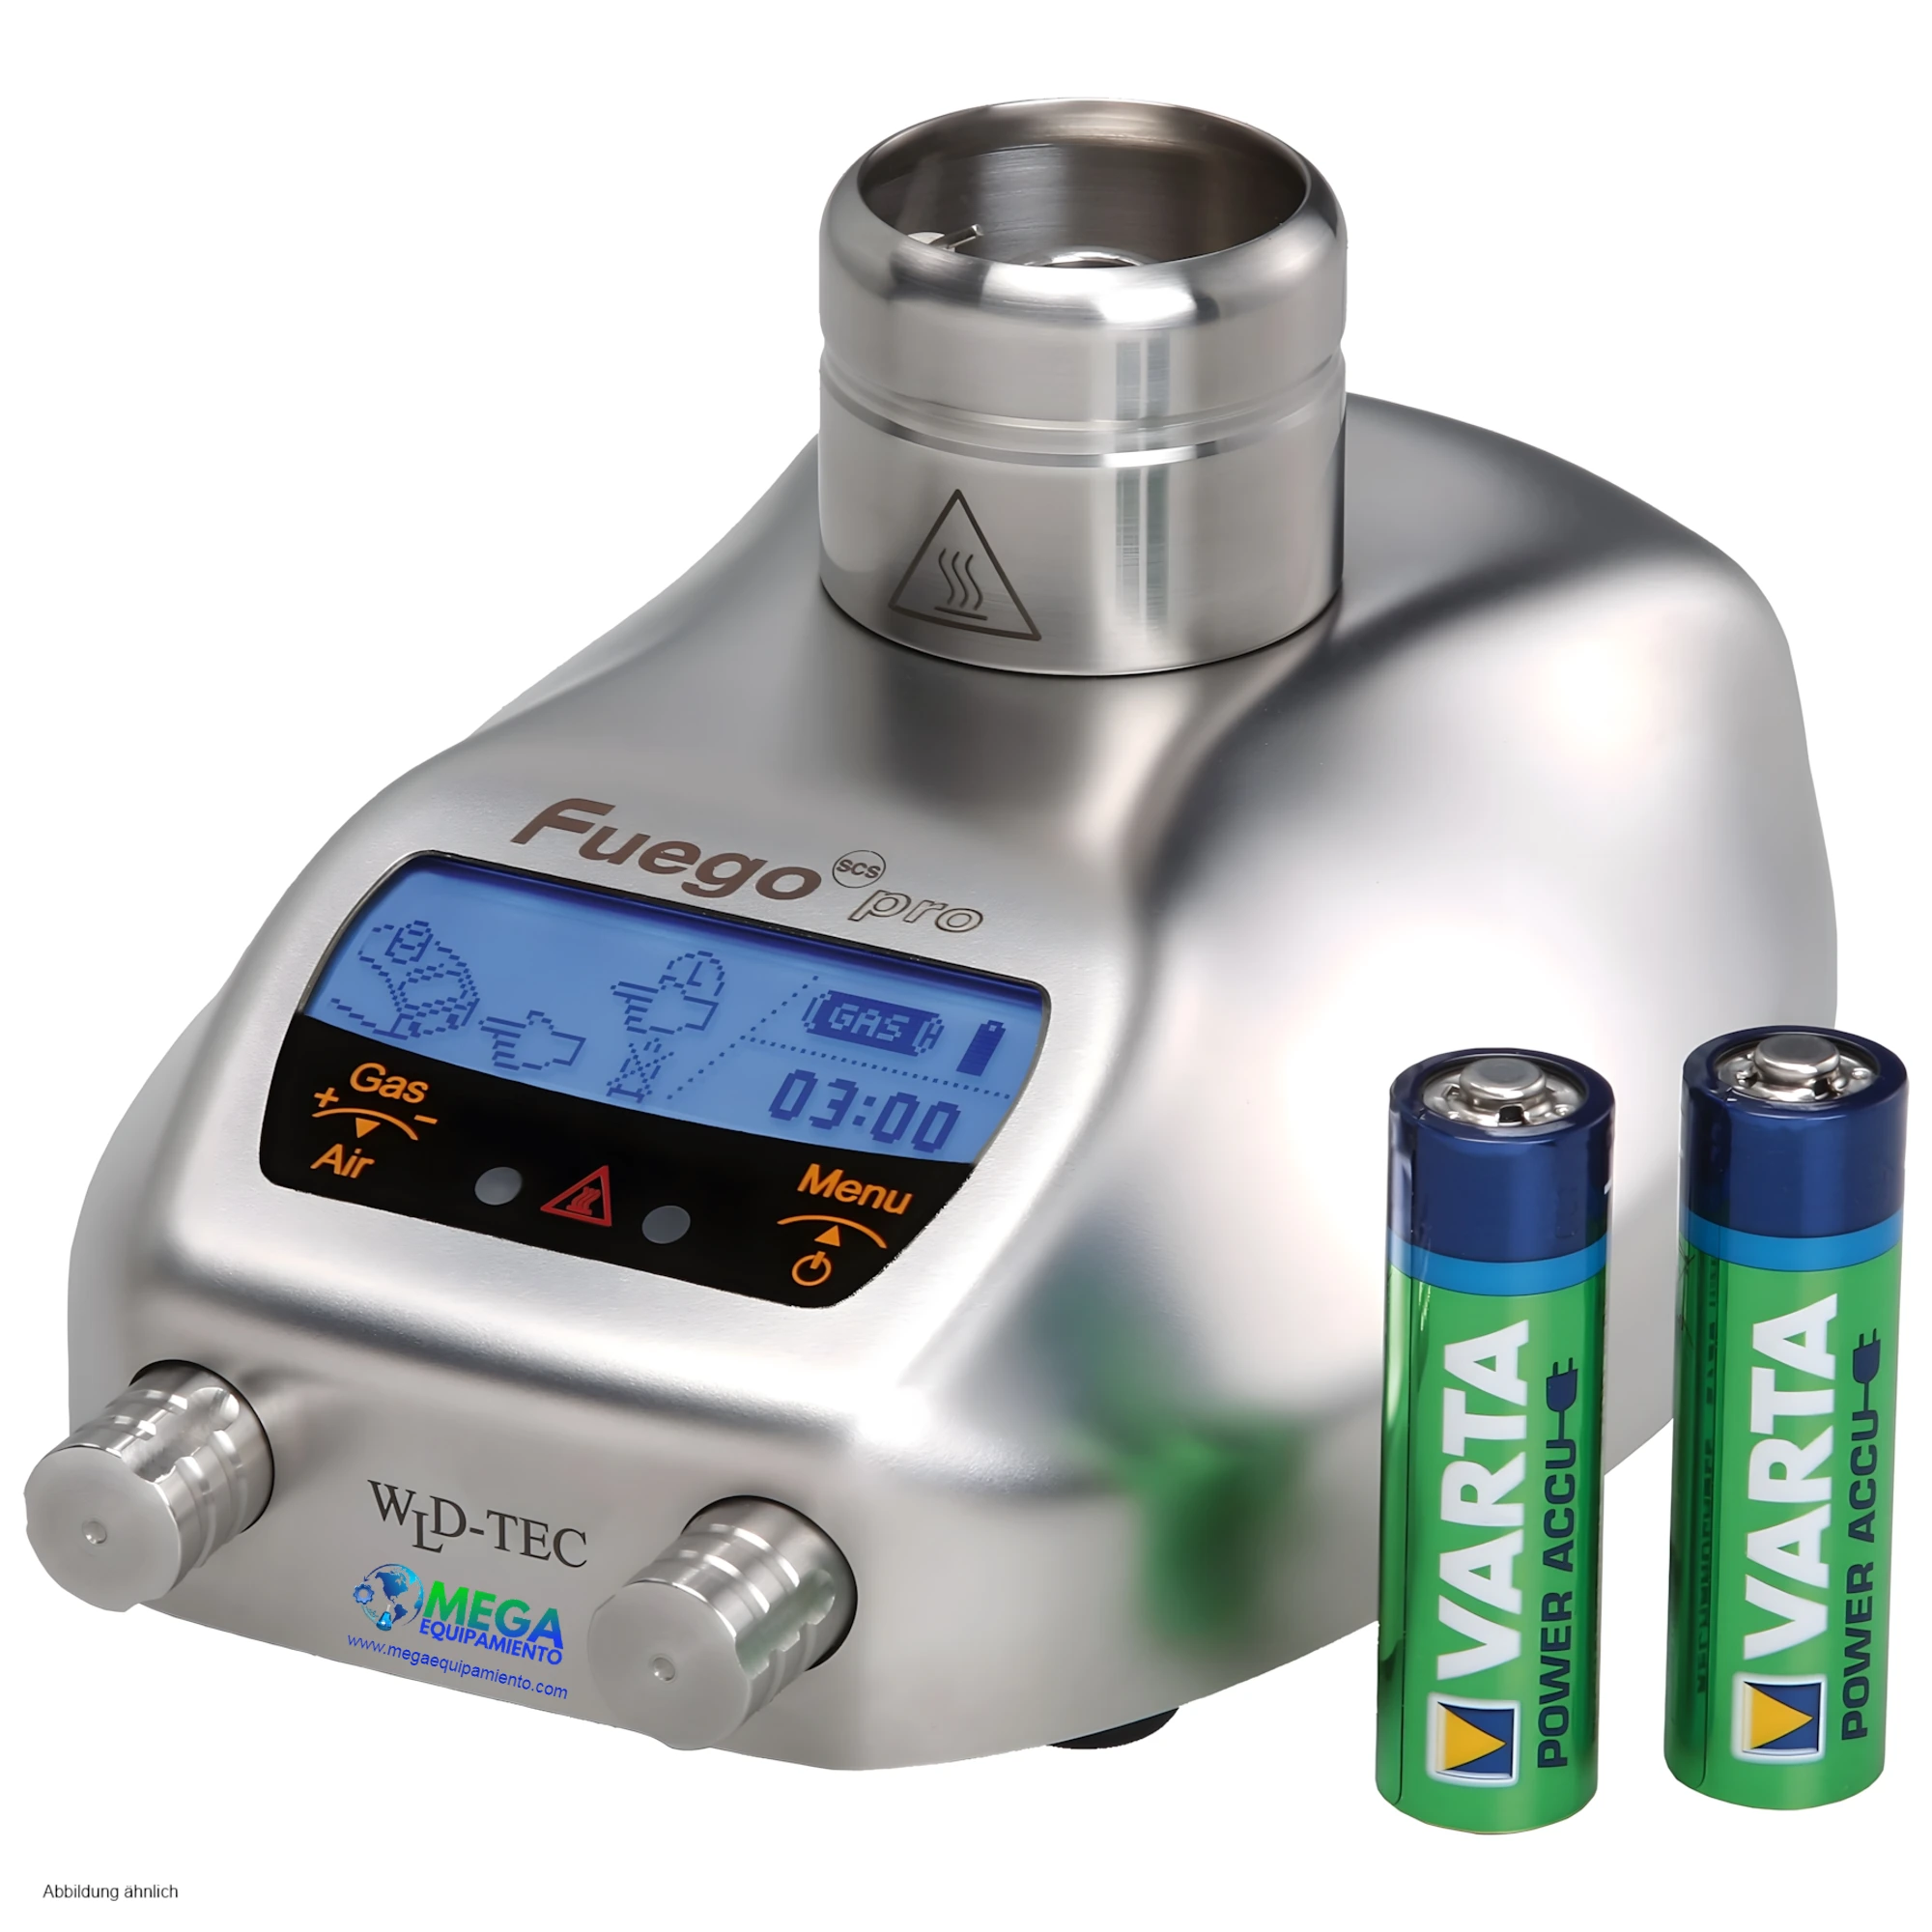 Fuego scs pro
GAS
03:00
Gas
+ -
Air
Menu
WLD-TEC
MEGA
EQUIPAMIENTO
www.megaequipamiento.com
VARTA
POWER ACCU
VARTA
POWER ACCU
Abbildung ähnlich